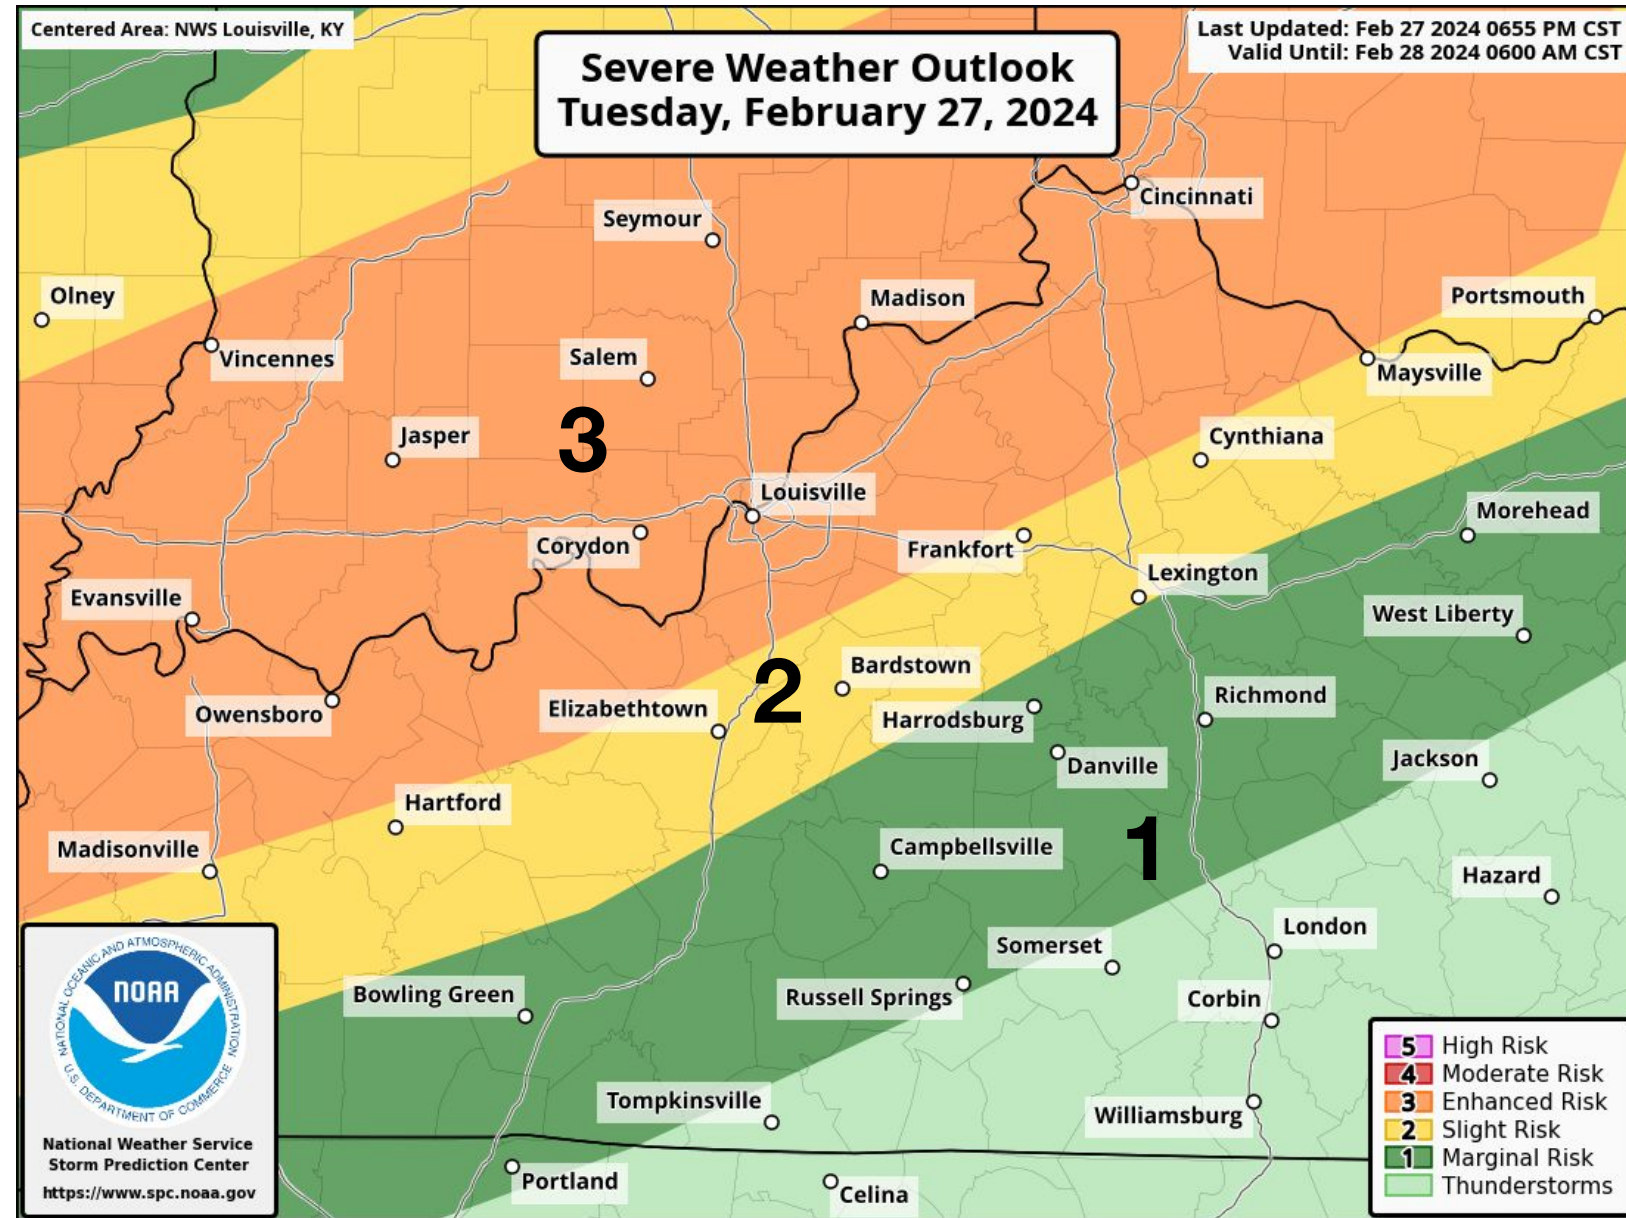 Centered Area: NWS Louisville, KY
Last Updated: Feb 27 2024 0655 PM CST
Valid Until: Feb 28 2024 0600 AM CST
Severe Weather Outlook
Tuesday, February 27, 2024
Cincinnati
Seymour
Olney
Madison
Portsmouth
Vincennes
Salem
Maysville
3
Jasper
Cynthiana
Louisville
Morehead
Corydon
Frankfort
Lexington
Evansville
West Liberty
2
Bardstown
Richmond
Owensboro
Elizabethtown
Harrodsburg
Danville
Jackson
Hartford
Madisonville
Campbellsville
1
Hazard
London
Somerset
Bowling Green
Russell Springs
Corbin
Tompkinsville
Williamsburg
Portland
Celina
NATIONAL OCEANIC AND ATMOSPHERIC ADMINISTRATION
NOAA
U.S. DEPARTMENT OF COMMERCE
National Weather Service
Storm Prediction Center
https://www.spc.noaa.gov
5 High Risk
4 Moderate Risk
3 Enhanced Risk
2 Slight Risk
1 Marginal Risk
Thunderstorms